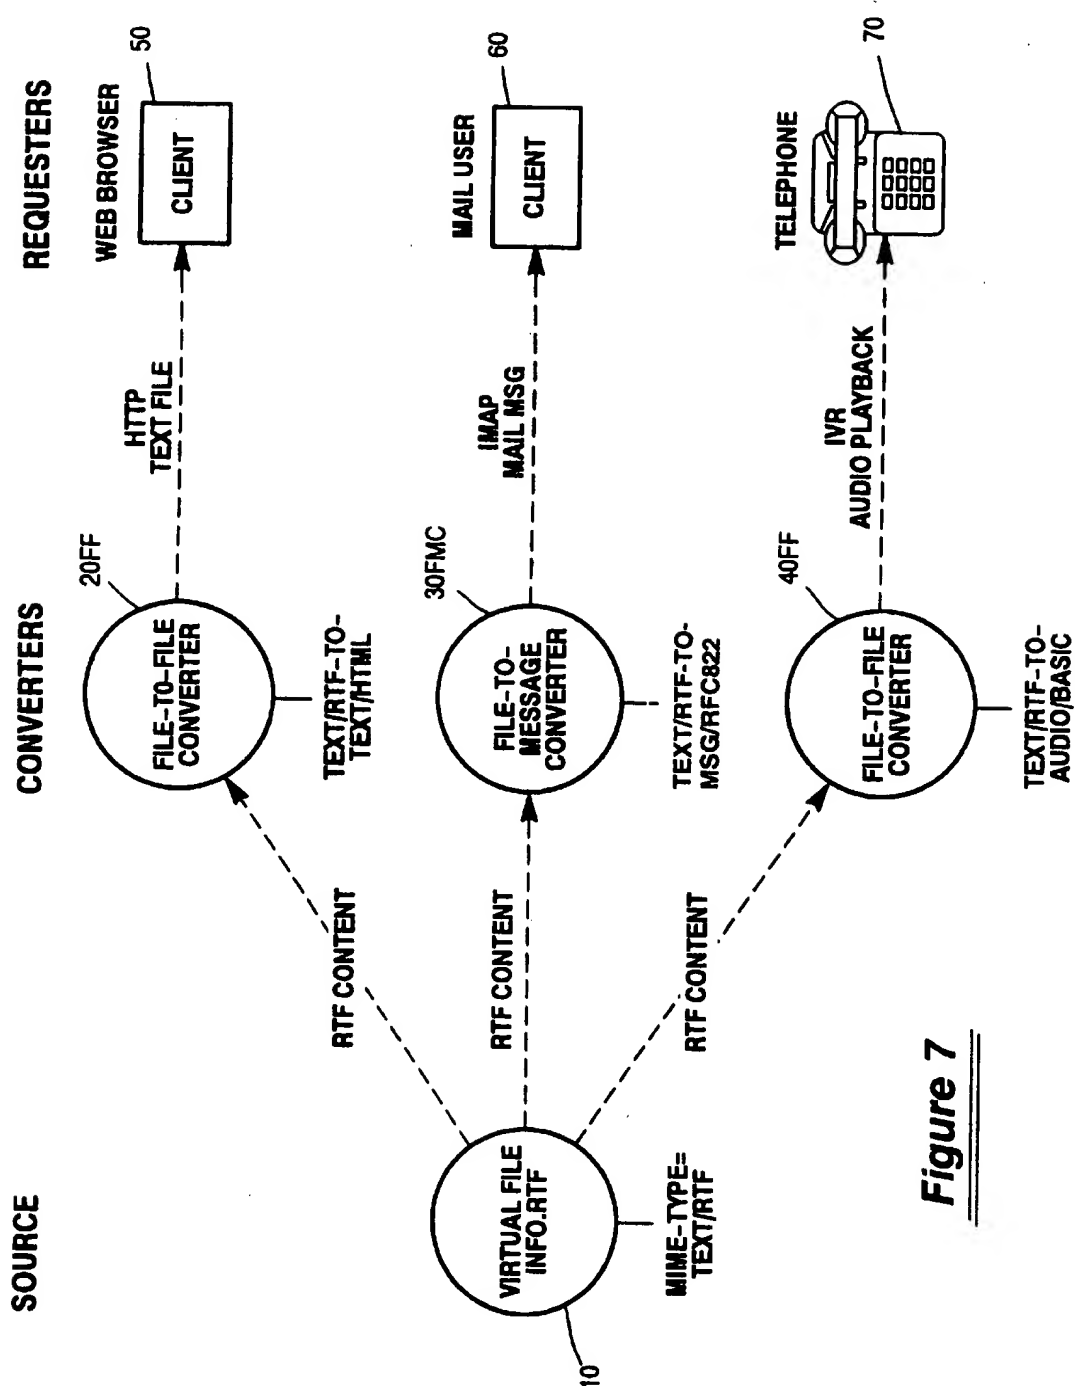 SOURCE
CONVERTERS
REQUESTERS
10
VIRTUAL FILE
INFO.RTF
MIME-TYPE=
TEXT/RTF
RTF CONTENT
RTF CONTENT
RTF CONTENT
20FF
FILE-TO-FILE
CONVERTER
TEXT/RTF-TO-
TEXT/HTML
HTTP
TEXT FILE
WEB BROWSER
50
CLIENT
30FMC
FILE-TO-
MESSAGE
CONVERTER
TEXT/RTF-TO-
MSG/RFC822
IMAP
MAIL MSG
MAIL USER
60
CLIENT
40FF
FILE-TO-FILE
CONVERTER
TEXT/RTF-TO-
AUDIO/BASIC
IVR
AUDIO PLAYBACK
TELEPHONE
70
Figure 7